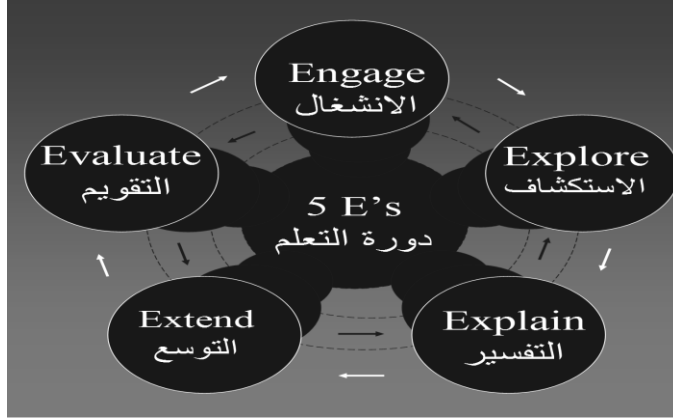 Engage
الانشغال
Evaluate
التقويم
Explore
الاستكشاف
5 E's
دورة التعلم
Extend
التوسع
Explain
التفسير